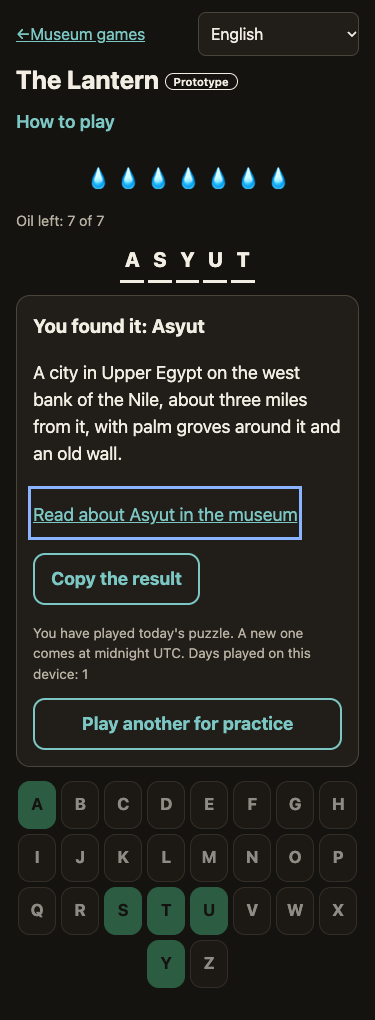 ←Museum games
English
The Lantern
Prototype
How to play
Oil left: 7 of 7
A S Y U T
You found it: Asyut
A city in Upper Egypt on the west
bank of the Nile, about three miles
from it, with palm groves around it and
an old wall.
Read about Asyut in the museum
Copy the result
You have played today's puzzle. A new one
comes at midnight UTC. Days played on this
device: 1
Play another for practice
A B C D E F G H
I J K L M N O P
Q R S T U V W X
Y Z